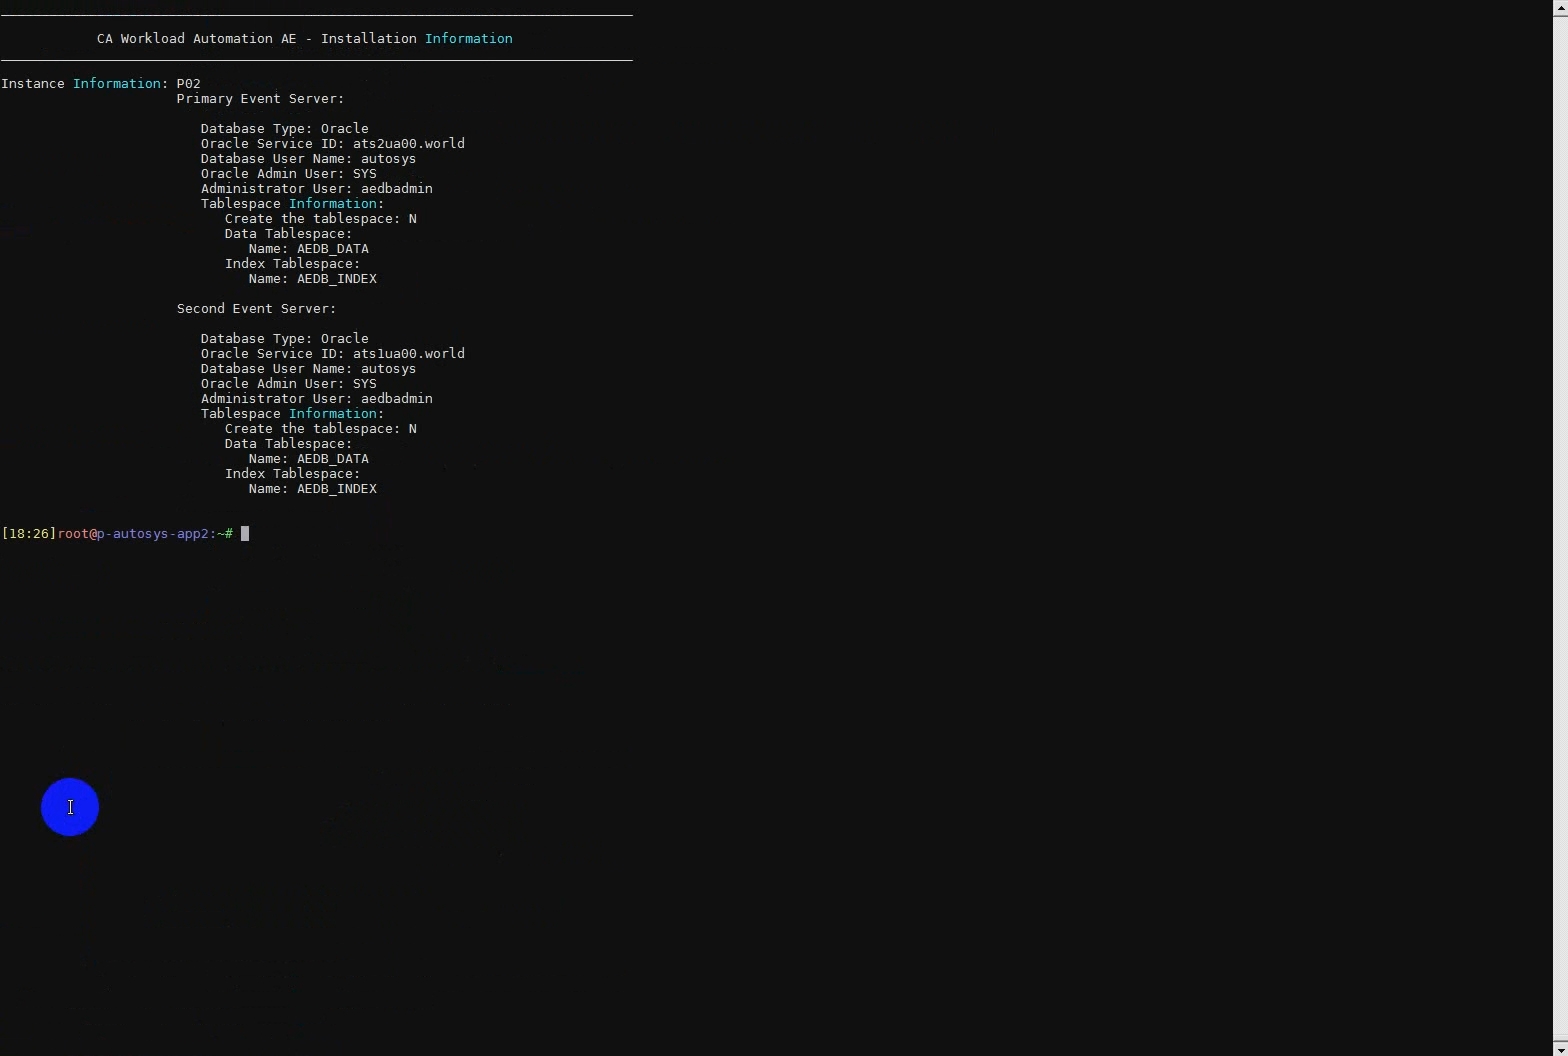 CA Workload Automation AE - Installation Information
Instance Information: P02
Primary Event Server:
Database Type: Oracle
Oracle Service ID: ats2ua00.world
Database User Name: autosys
Oracle Admin User: SYS
Administrator User: aedbadmin
Tablespace Information:
Create the tablespace: N
Data Tablespace:
Name: AEDB_DATA
Index Tablespace:
Name: AEDB_INDEX
Second Event Server:
Database Type: Oracle
Oracle Service ID: ats1ua00.world
Database User Name: autosys
Oracle Admin User: SYS
Administrator User: aedbadmin
Tablespace Information:
Create the tablespace: N
Data Tablespace:
Name: AEDB_DATA
Index Tablespace:
Name: AEDB_INDEX
[18:26]root@p-autosys-app2:~#